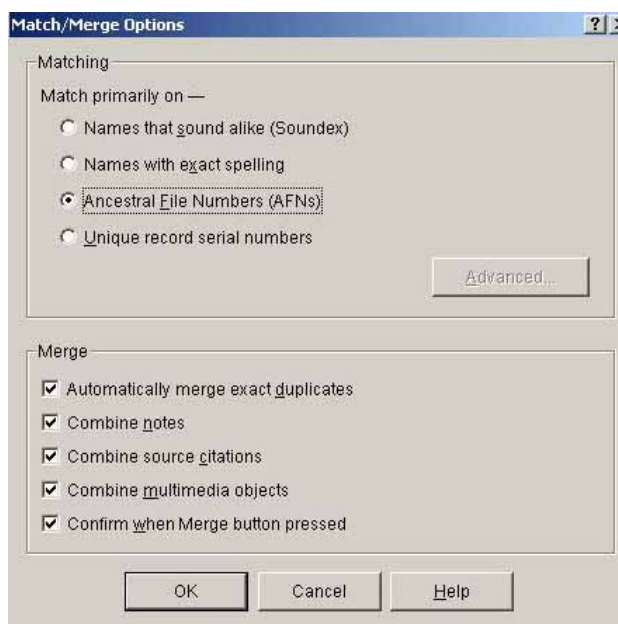 Match/Merge Options
Matching
Match primarily on —
Names that sound alike (Soundex)
Names with exact spelling
Ancestral File Numbers (AFNs)
Unique record serial numbers
Advanced...
Merge
Automatically merge exact duplicates
Combine notes
Combine source citations
Combine multimedia objects
Confirm when Merge button pressed
OK Cancel Help